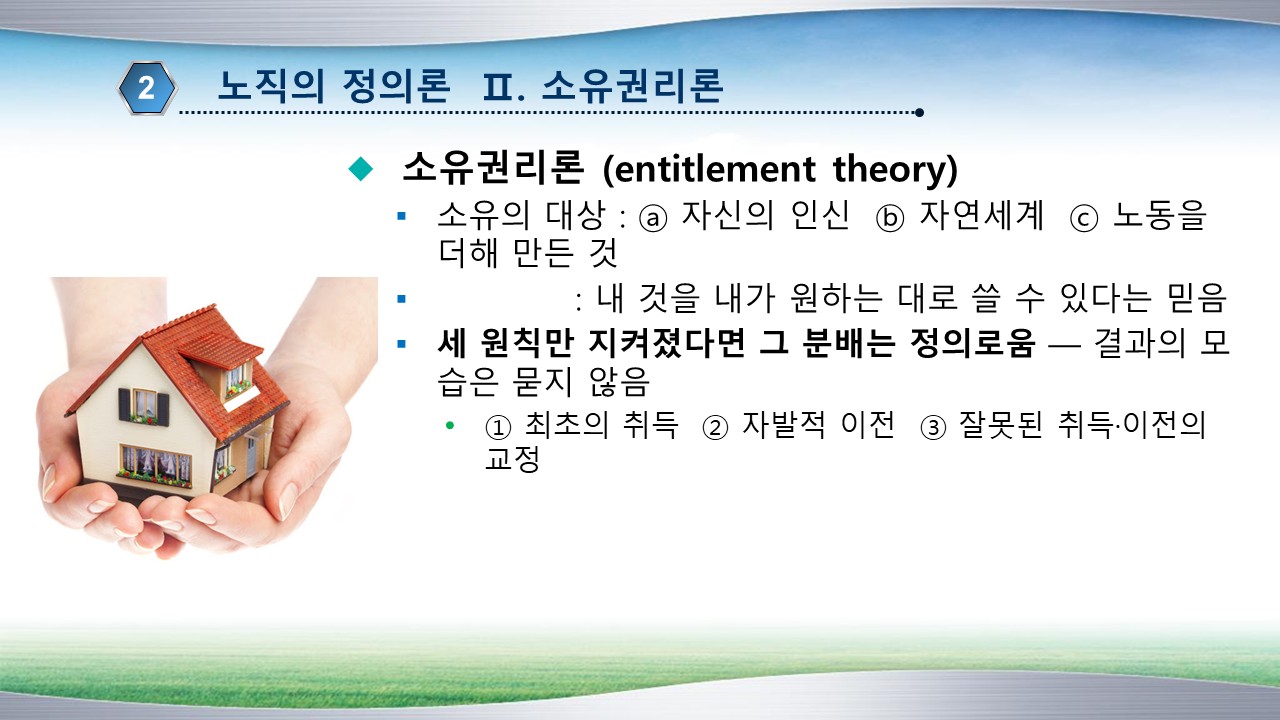 2
노직의 정의론 Ⅱ. 소유권리론
소유권리론 (entitlement theory)
소유의 대상 : ⓐ 자신의 인신 ⓑ 자연세계 ⓒ 노동을
더해 만든 것
: 내 것을 내가 원하는 대로 쓸 수 있다는 믿음
세 원칙만 지켜졌다면 그 분배는 정의로움 — 결과의 모
습은 묻지 않음
① 최초의 취득 ② 자발적 이전 ③ 잘못된 취득·이전의
교정